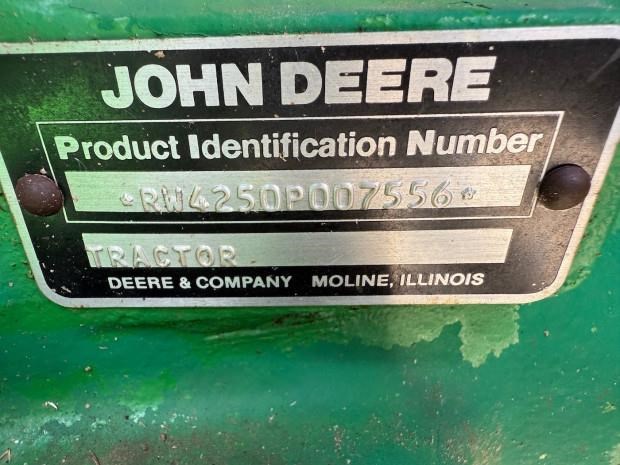 JOHN DEERE
Product Identification Number
*RW4250P007556*
TRACTOR
DEERE & COMPANY MOLINE, ILLINOIS